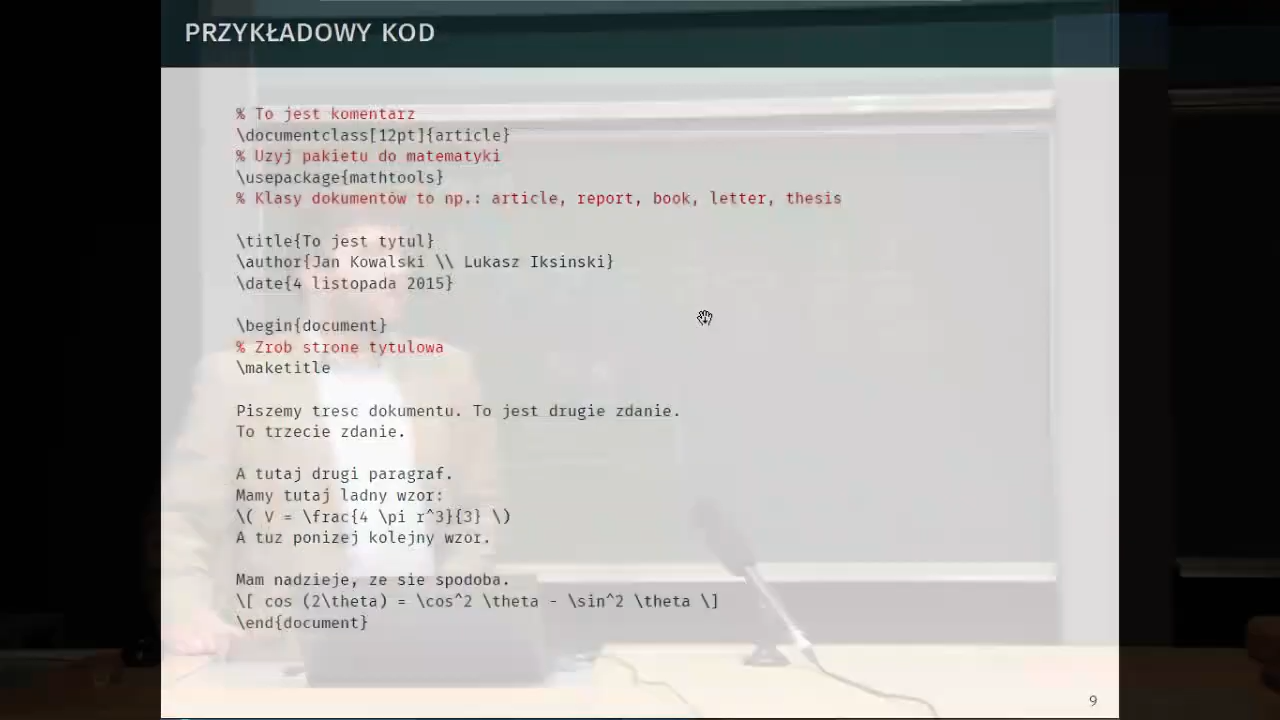 PRZYKŁADOWY KOD
% To jest komentarz
\documentclass[12pt]{article}
% Uzyj pakietu do matematyki
\usepackage{mathtools}
% Klasy dokumentów to np.: article, report, book, letter, thesis
\title{To jest tytul}
\author{Jan Kowalski \\ Lukasz Iksinski}
\date{4 listopada 2015}
\begin{document}
% Zrob strone tytulowa
\maketitle
Piszemy tresc dokumentu. To jest drugie zdanie.
To trzecie zdanie.
A tutaj drugi paragraf.
Mamy tutaj ladny wzor:
\( V = \frac{4 \pi r^3}{3} \)
A tuz ponizej kolejny wzor.
Mam nadzieje, ze sie spodoba.
\[ cos (2\theta) = \cos^2 \theta - \sin^2 \theta \]
\end{document}
9